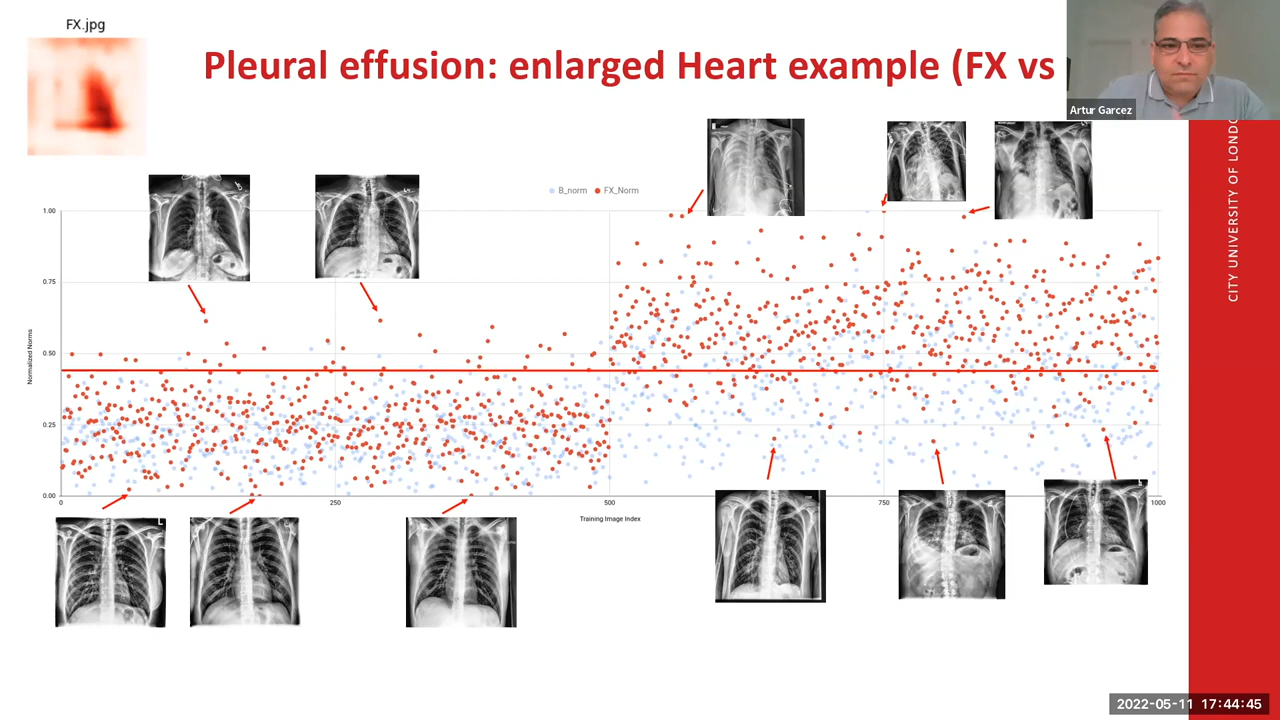 FX.jpg
Pleural effusion: enlarged Heart example (FX vs
Artur Garcez
CITY UNIVERSITY OF LONDO
B_norm FX_Norm
1.00
0.75
0.50
0.25
0.00
Normalized Norms
0 250 500 750 1000
Training Image Index
L
2022-05-11 17:44:45